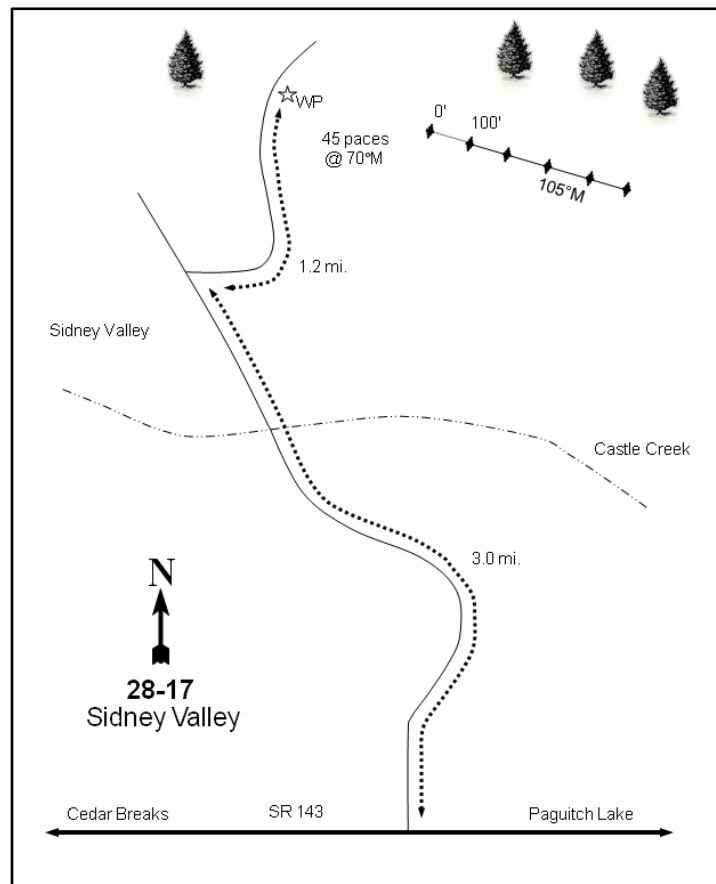 WP
0'
100'
45 paces
@ 70°M
105°M
1.2 mi.
Sidney Valley
Castle Creek
3.0 mi.
N
28-17
Sidney Valley
Cedar Breaks
SR 143
Paguitch Lake